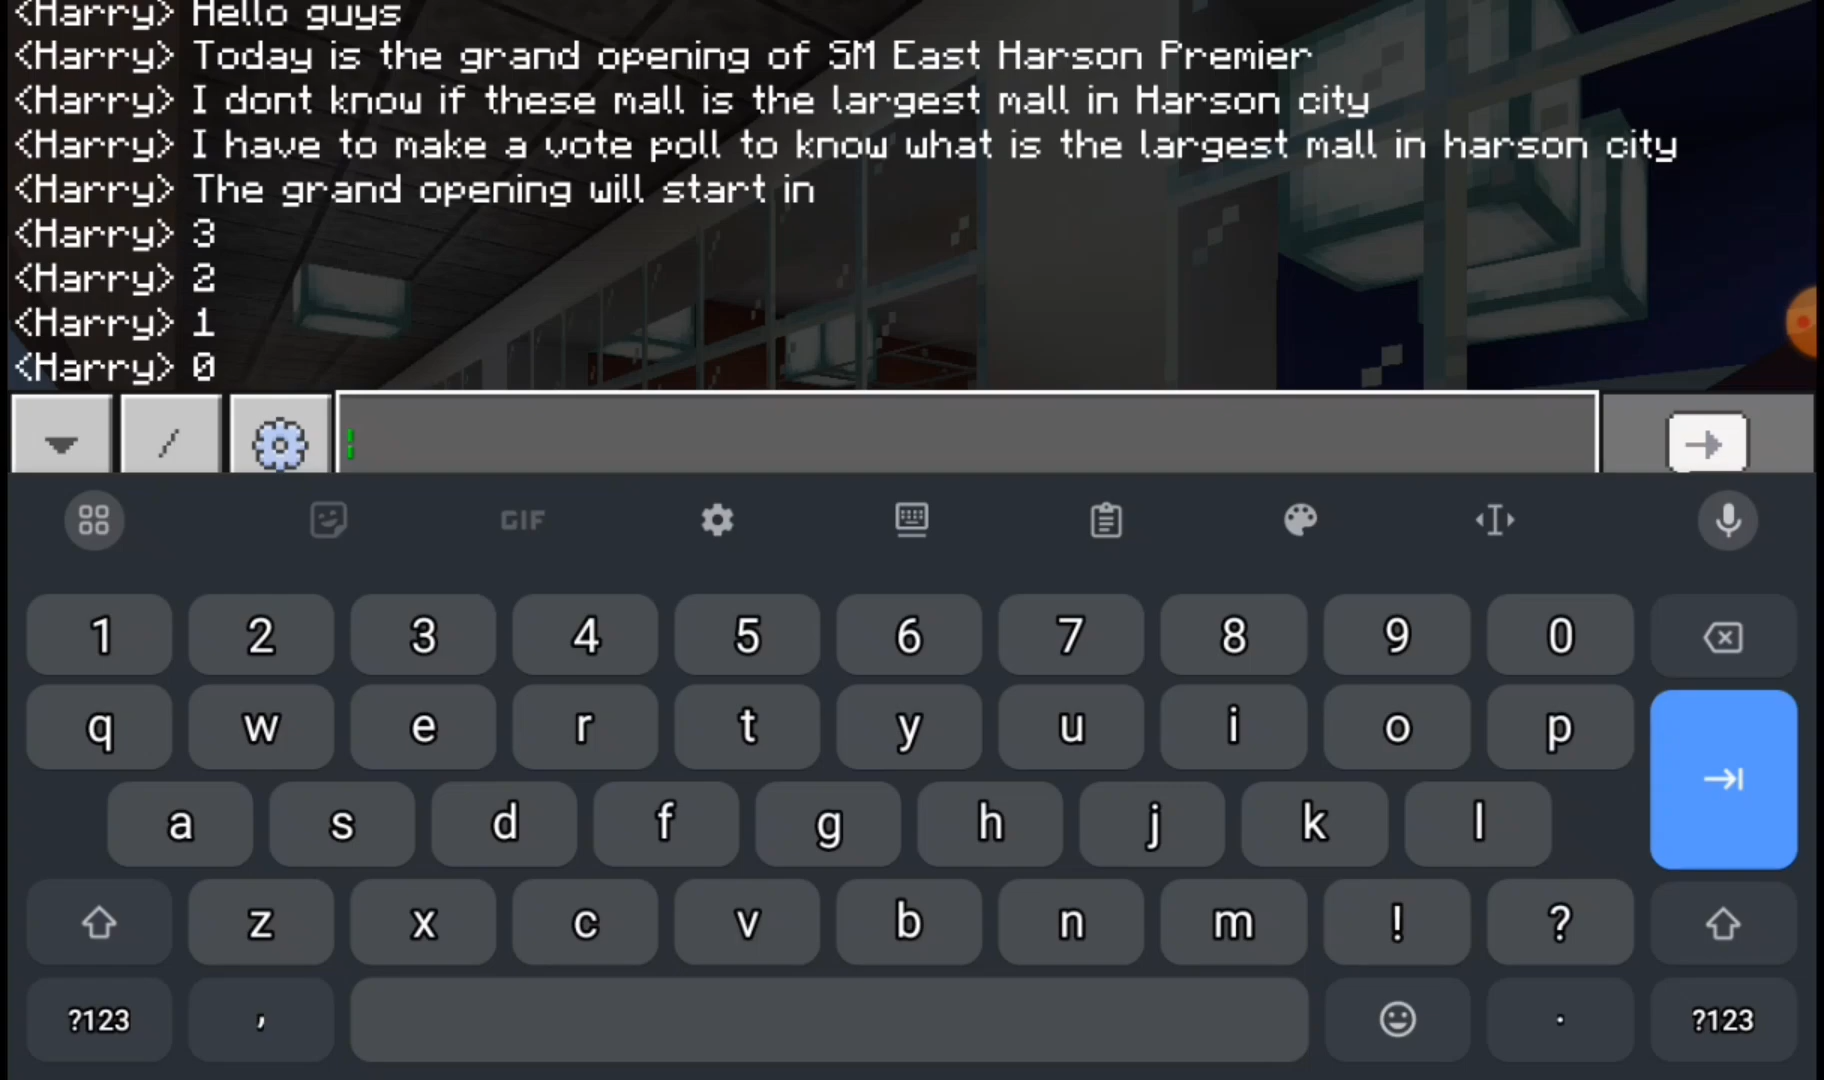 <Harry> Hello guys
<Harry> Today is the grand opening of SM East Harson Premier
<Harry> I dont know if these mall is the largest mall in Harson city
<Harry> I have to make a vote poll to know what is the largest mall in harson city
<Harry> The grand opening will start in
<Harry> 3
<Harry> 2
<Harry> 1
<Harry> 0
/
GIF
1 2 3 4 5 6 7 8 9 0
q w e r t y u i o p
a s d f g h j k l
z x c v b n m ! ?
?123 , . ?123